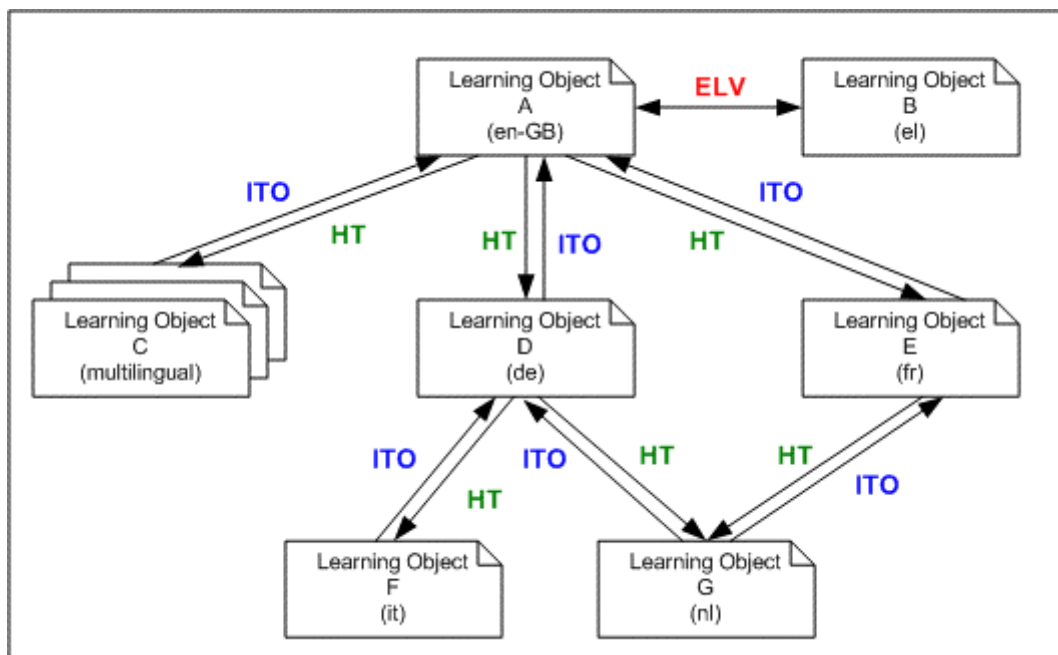 Learning Object
A
(en-GB)
ELV
Learning Object
B
(el)
ITO
HT
HT
ITO
ITO
HT
Learning Object
C
(multilingual)
Learning Object
D
(de)
Learning Object
E
(fr)
ITO
HT
HT
ITO
HT
ITO
Learning Object
F
(it)
Learning Object
G
(nl)